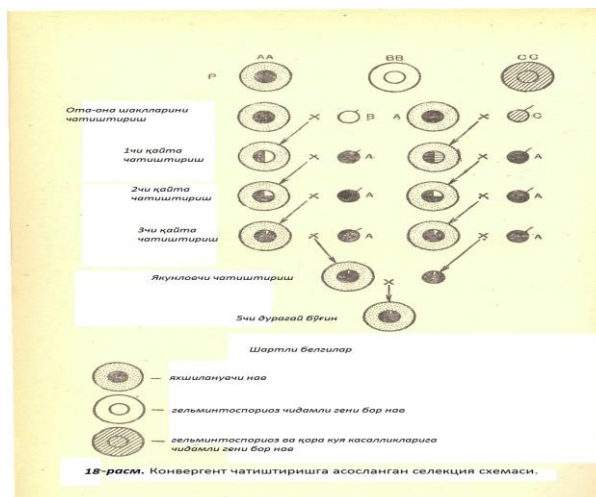 AA BB CC
P
Ота-она шаклларини
чатиштириш
× B A × C
1чи қайта
чатиштириш
× A × A
2чи қайта
чатиштириш
× A × A
3чи қайта
чатиштириш
× A × A
Якунловчи чатиштириш
×
5чи дурагай бўғин
Шартли белгилар
— яхшиланувчи нав
— гельминтоспориоз чидамли гени бор нав
— гельминтоспориоз ва қора куя касалликларига
чидамли гени бор нав
18-расм. Конвергент чатиштиришга асосланган селекция схемаси.